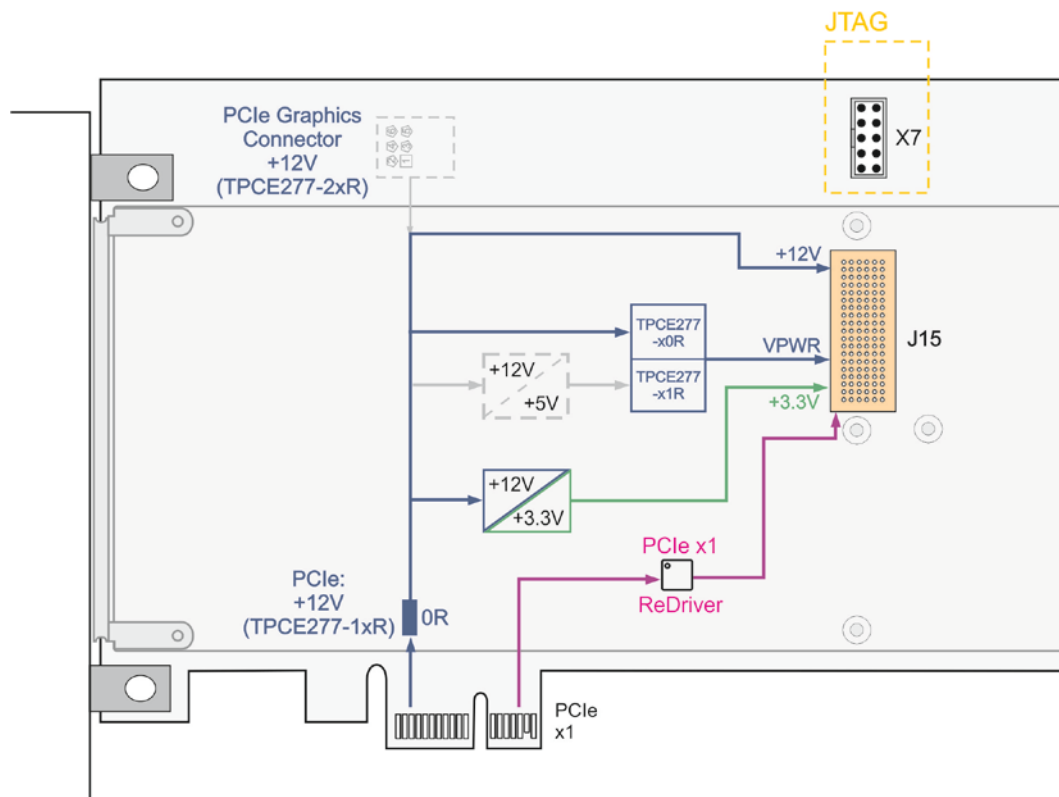 JTAG
PCIe Graphics
Connector
+12V
(TPCE277-2xR)
X7
+12V
TPCE277
-x0R
VPWR
J15
+12V
+5V
TPCE277
-x1R
+3.3V
+12V
+3.3V
PCIe x1
ReDriver
PCIe:
+12V
(TPCE277-1xR)
0R
PCIe
x1